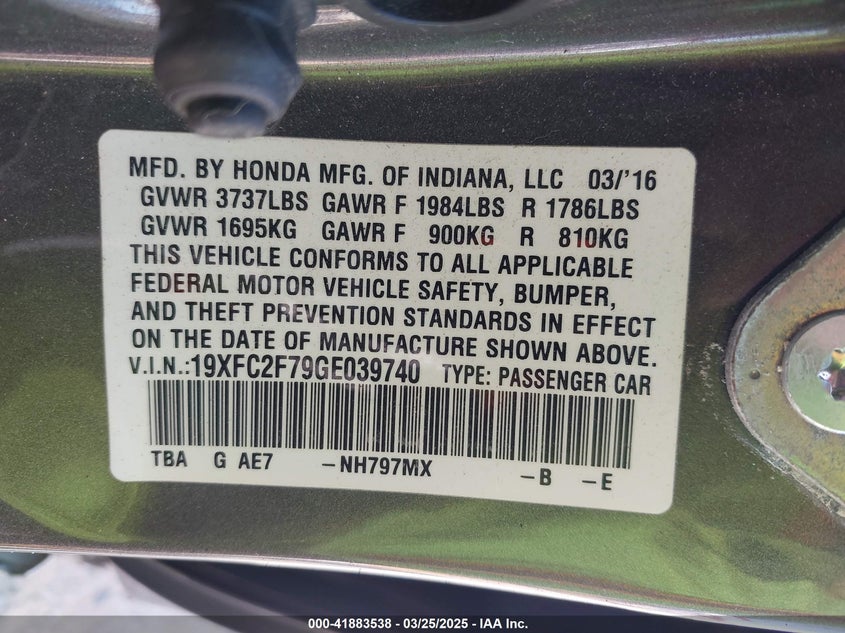 MFD. BY HONDA MFG. OF INDIANA, LLC 03/'16
GVWR 3737LBS GAWR F 1984LBS R 1786LBS
GVWR 1695KG GAWR F 900KG R 810KG
THIS VEHICLE CONFORMS TO ALL APPLICABLE
FEDERAL MOTOR VEHICLE SAFETY, BUMPER,
AND THEFT PREVENTION STANDARDS IN EFFECT
ON THE DATE OF MANUFACTURE SHOWN ABOVE.
V.I.N.:19XFC2F79GE039740 TYPE: PASSENGER CAR
TBA G AE7 -NH797MX -B -E
000-41883538 - 03/25/2025 - IAA Inc.